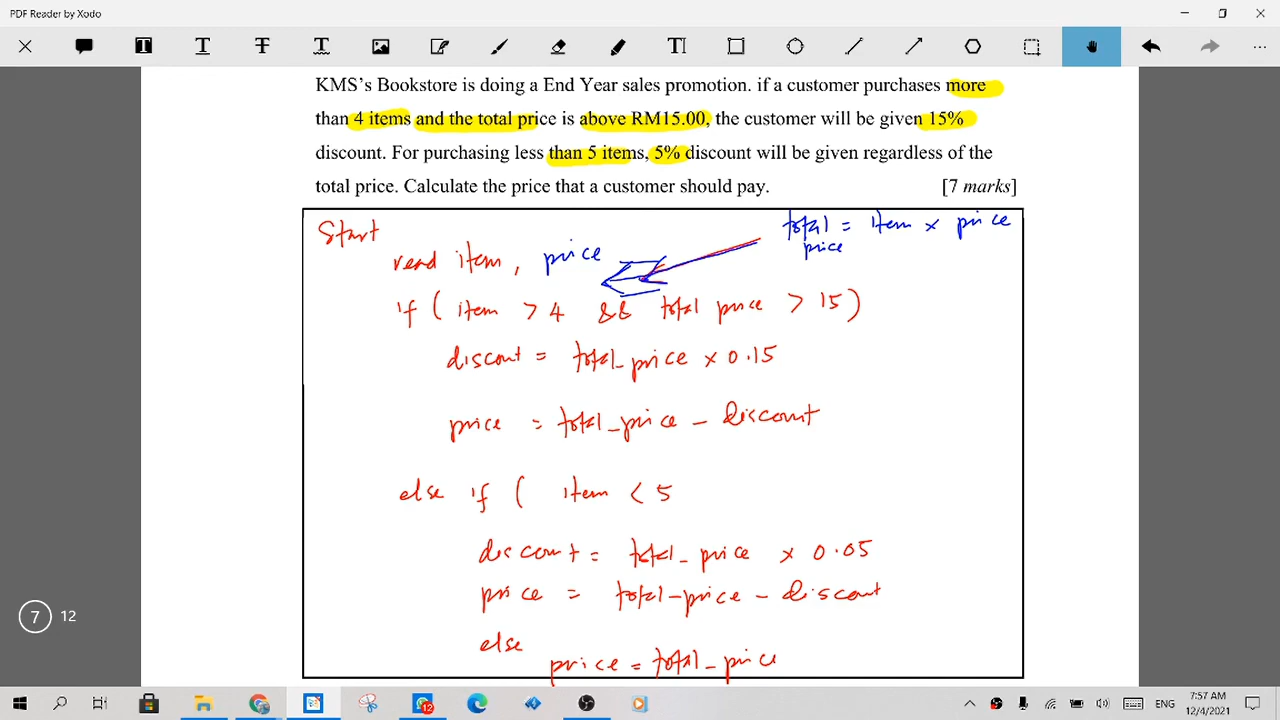 PDF Reader by Xodo
KMS's Bookstore is doing a End Year sales promotion. if a customer purchases more
than 4 items and the total price is above RM15.00, the customer will be given 15%
discount. For purchasing less than 5 items, 5% discount will be given regardless of the
total price. Calculate the price that a customer should pay. [7 marks]
Start
total = item x price
price
read item, price
if ( item > 4 && total price > 15)
discout = total_price x 0.15
price = total_price - discount
else if ( item < 5
discount = total_price x 0.05
price = total-price - discount
else
price = total_price
7 12
12
ENG
7:57 AM
12/4/2021